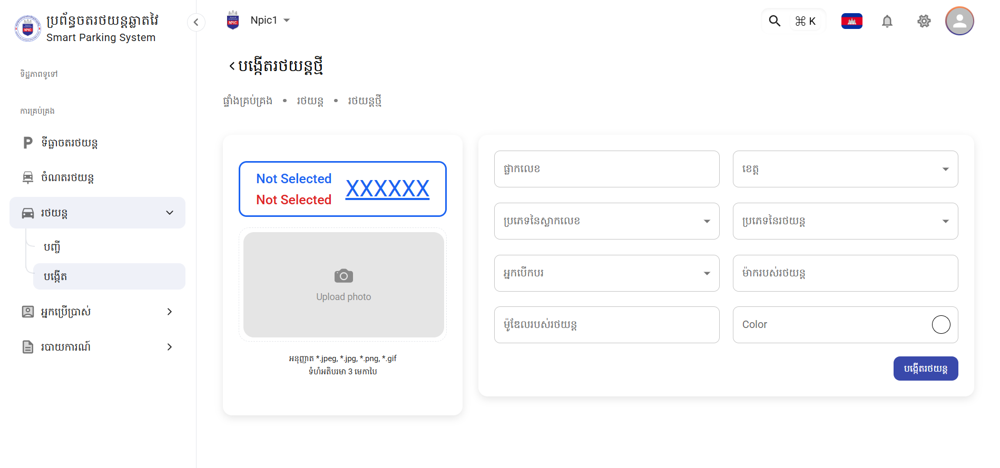 ប្រព័ន្ធចតរថយន្តឆ្លាតវៃ
Smart Parking System
Npic1
⌘ K
បង្កើតរថយន្តថ្មី
ទិដ្ឋភាពទូទៅ
ផ្ទាំងគ្រប់គ្រង • រថយន្ត • រថយន្តថ្មី
ការគ្រប់គ្រង
ទីធ្លាចតរថយន្ត
ចំណតរថយន្ត
រថយន្ត
បញ្ជី
បង្កើត
អ្នកប្រើប្រាស់
របាយការណ៍
Not Selected
Not Selected
XXXXXX
Upload photo
អនុញ្ញាត *.jpeg, *.jpg, *.png, *.gif
ទំហំអតិបរមា 3 មេកាបៃ
ផ្លាកលេខ
ខេត្ត
ប្រភេទនៃស្លាកលេខ
ប្រភេទនៃរថយន្ត
អ្នកបើកបរ
ម៉ាករបស់រថយន្ត
ម៉ូឌែលរបស់រថយន្ត
Color
បង្កើតរថយន្ត